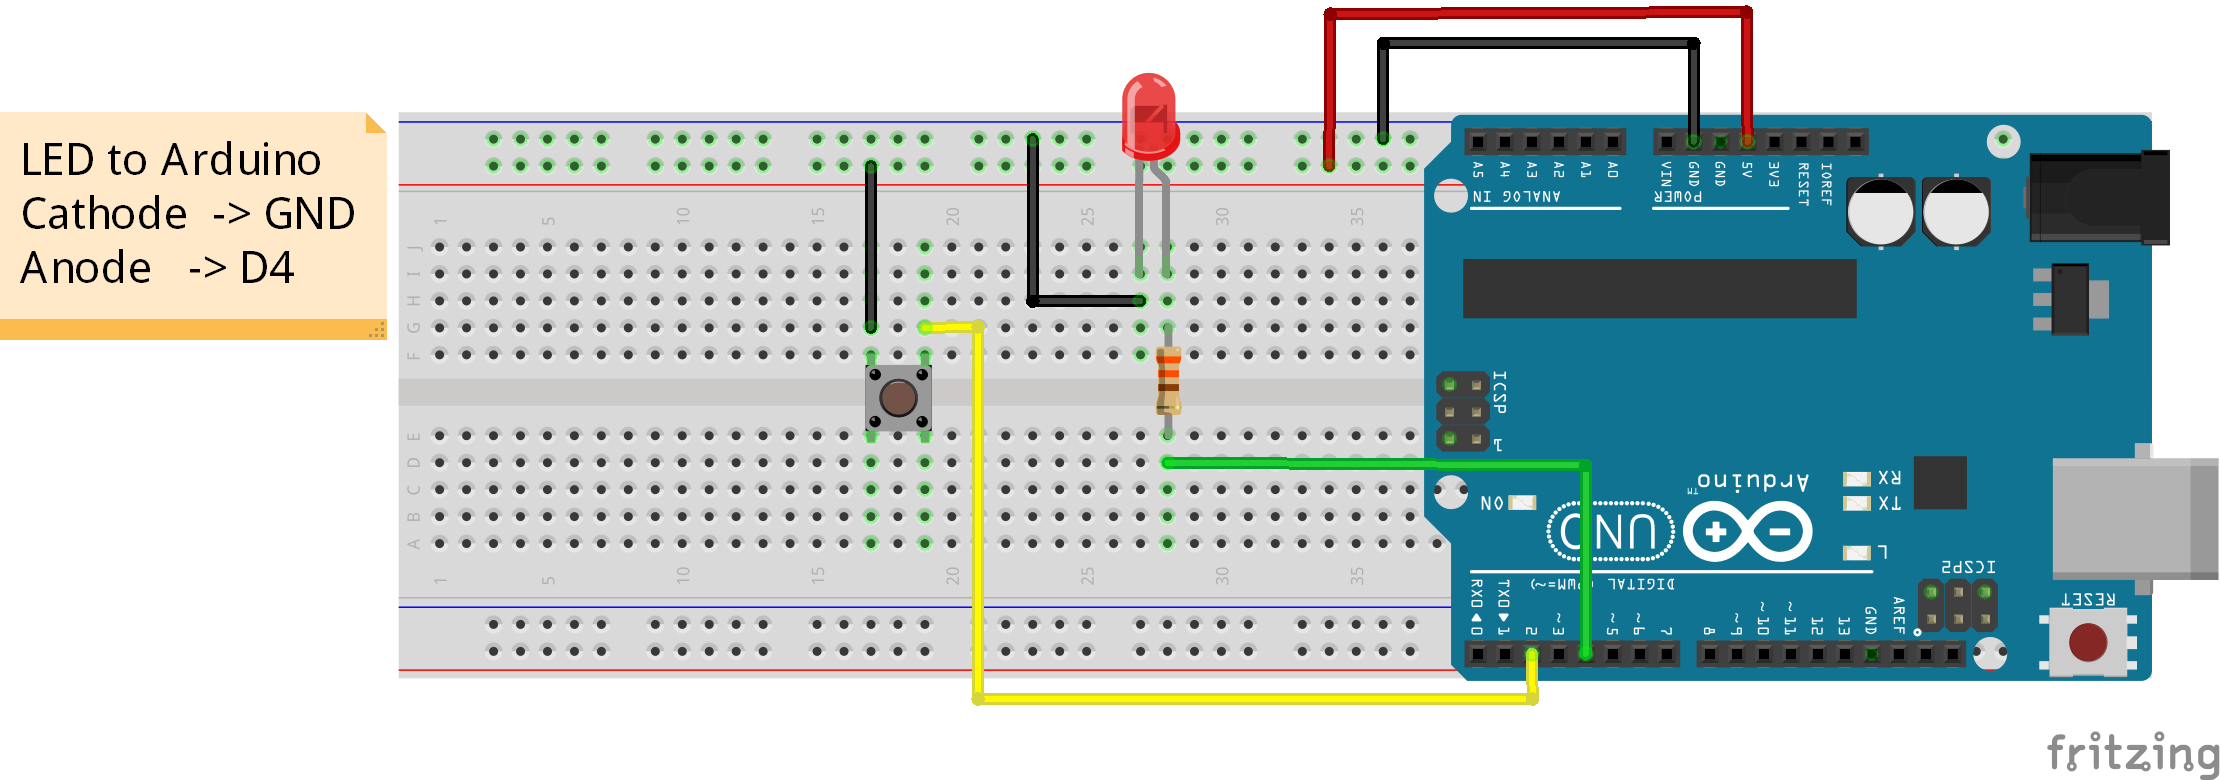 LED to Arduino
Cathode -> GND
Anode -> D4
1 5 10 15 20 25 30 35
J
I
H
G
F
E
D
C
B
A
1 5 10 15 20 25 30 35
A5 A4 A3 A2 A1 A0
ANALOG IN
VIN GND GND 5V 3V3 RESET IOREF
POWER
ICSP
1
ON
UNO
Arduino™
RX
TX
L
ICSP2
DIGITAL (PWM=~)
RX0◀0 TX0▶1 2 ~3 ~5 ~6 7 8 ~9 ~10 ~11 12 13 GND AREF
RESET
fritzing